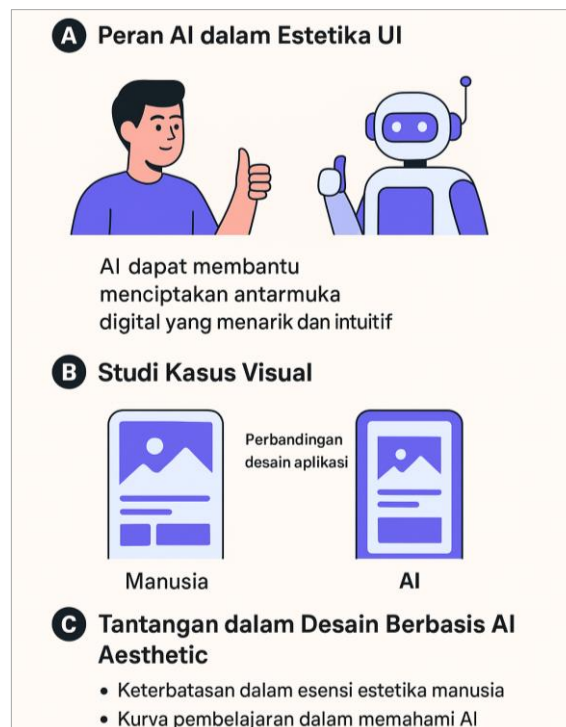 A Peran AI dalam Estetika UI
AI dapat membantu
menciptakan antarmuka
digital yang menarik dan intuitif
B Studi Kasus Visual
Perbandingan
desain aplikasi
Manusia
AI
C Tantangan dalam Desain Berbasis AI
Aesthetic
• Keterbatasan dalam esensi estetika manusia
• Kurva pembelajaran dalam memahami AI